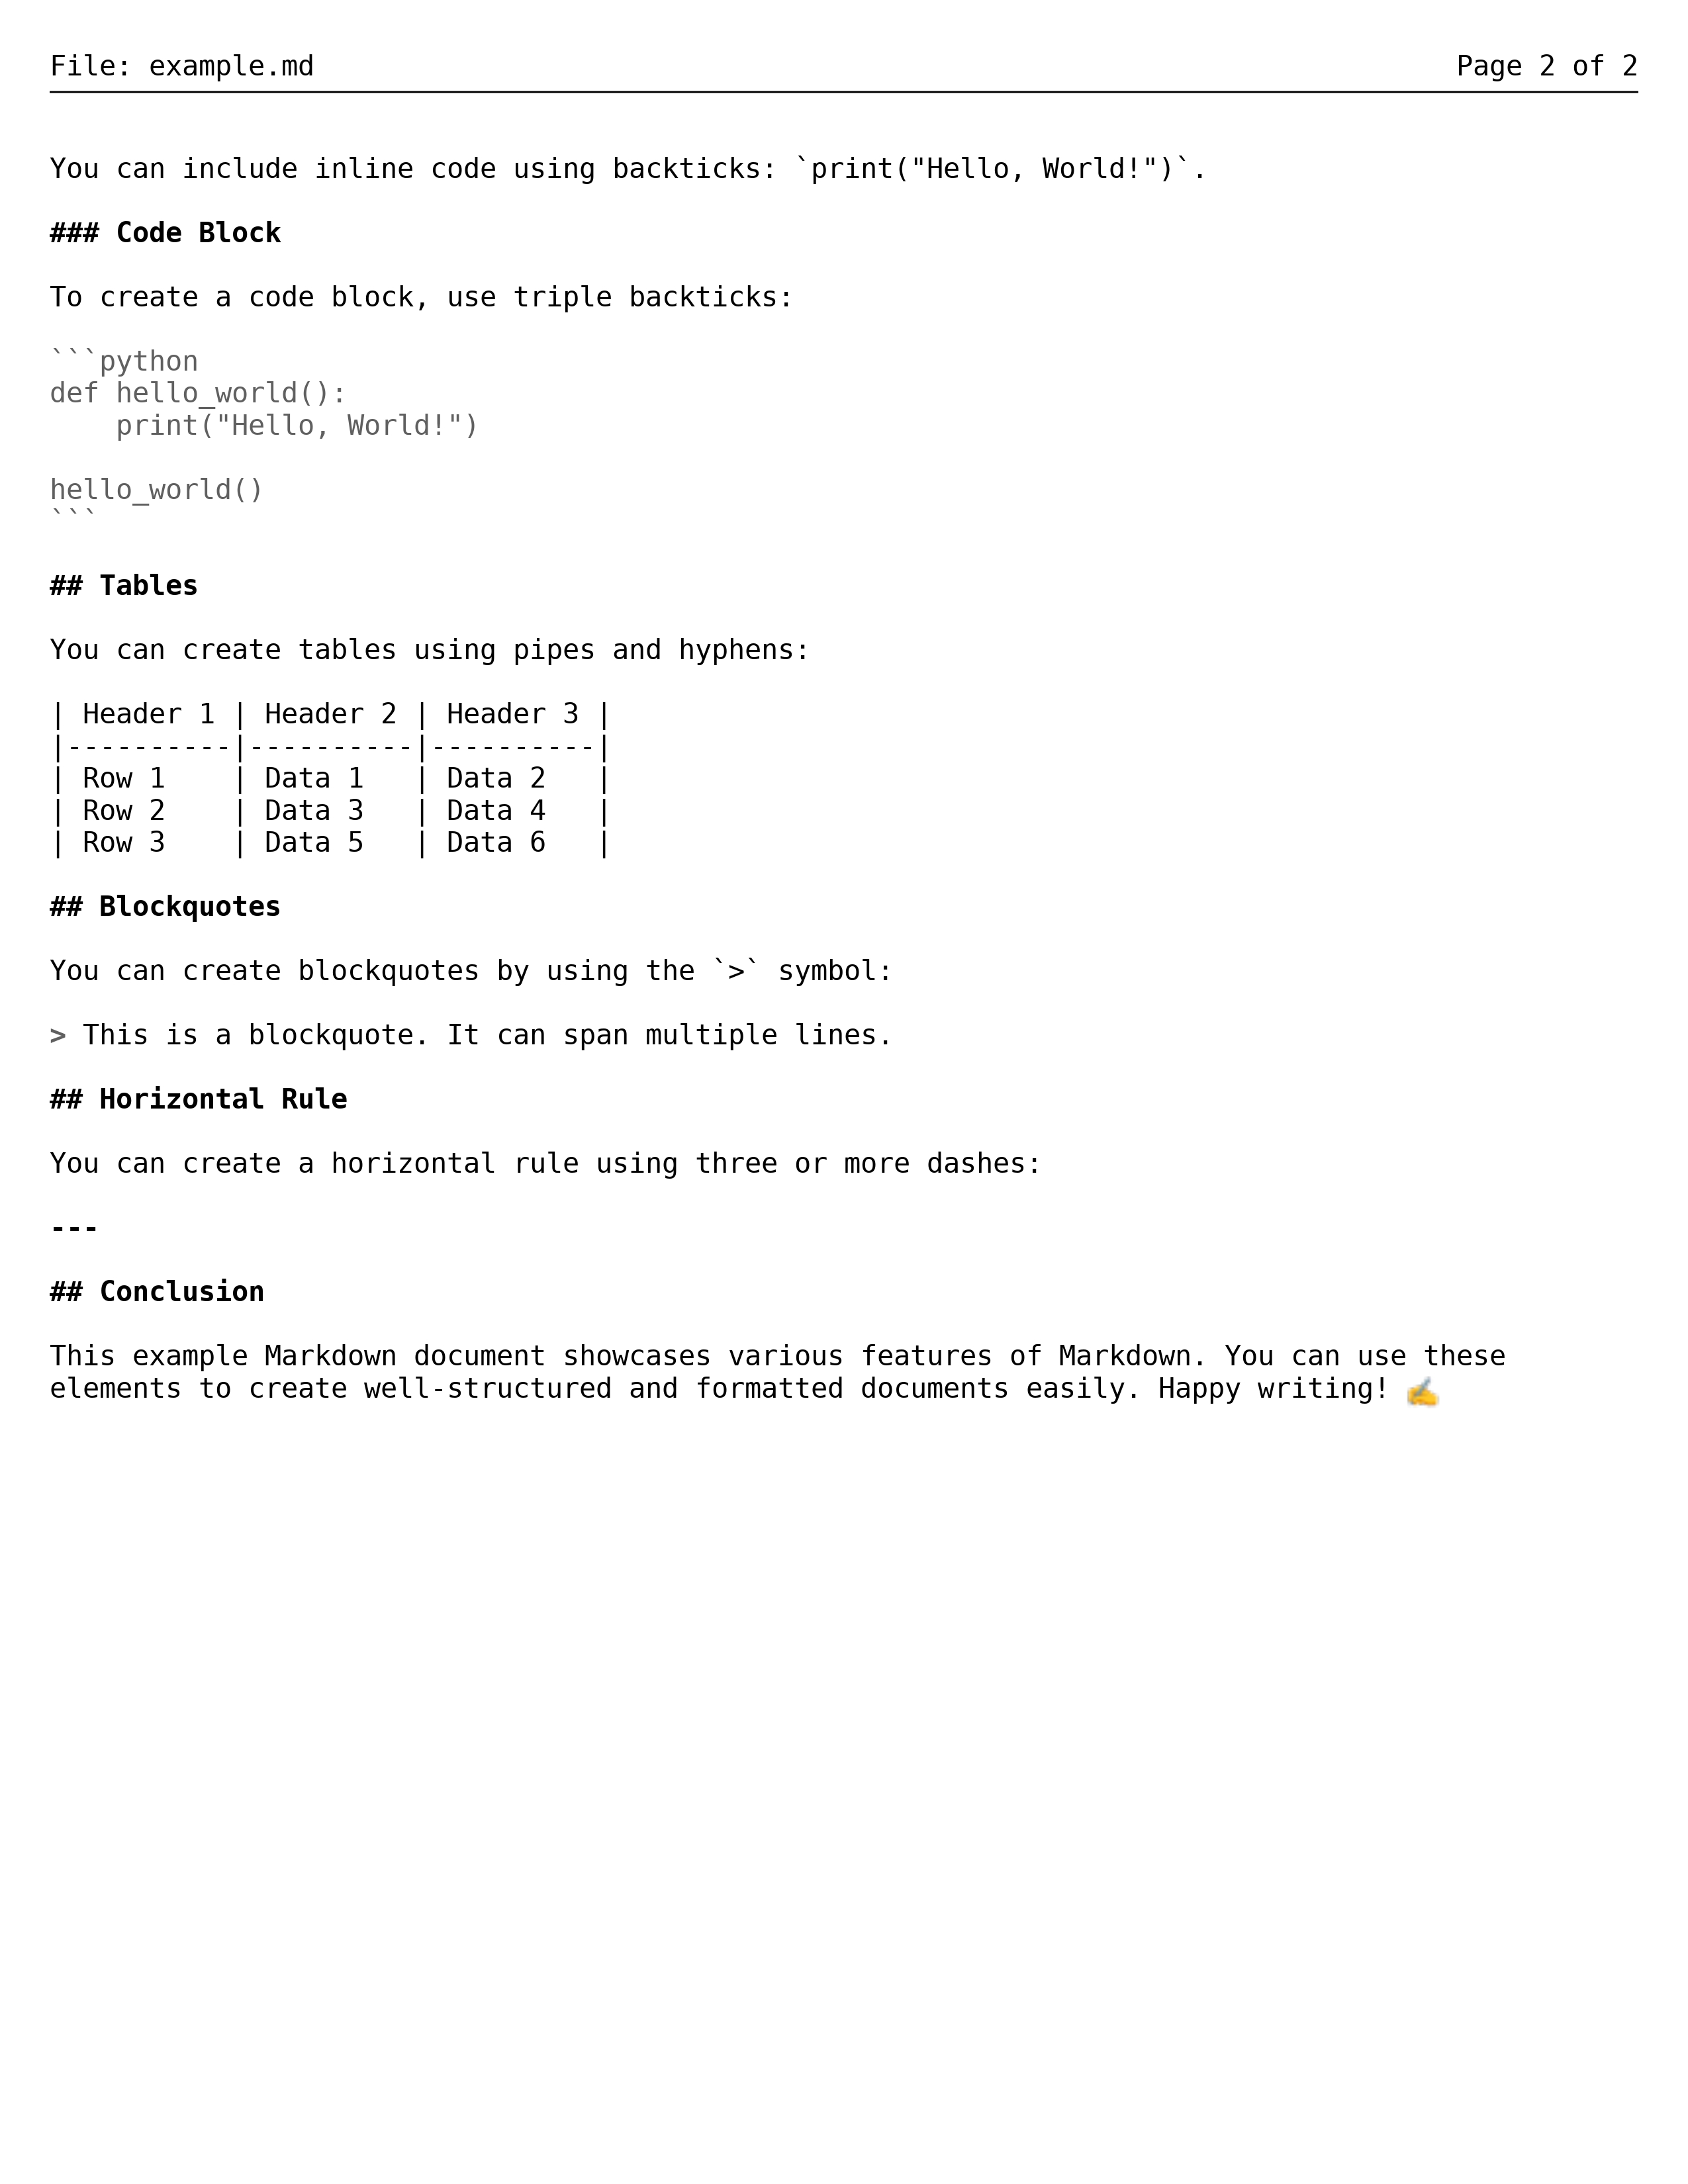 File: example.md Page 2 of 2
You can include inline code using backticks: `print("Hello, World!")`.
### Code Block
To create a code block, use triple backticks:
```python
def hello_world():
    print("Hello, World!")
hello_world()
```
## Tables
You can create tables using pipes and hyphens:
| Header 1 | Header 2 | Header 3 |
|----------|----------|----------|
| Row 1    | Data 1   | Data 2   |
| Row 2    | Data 3   | Data 4   |
| Row 3    | Data 5   | Data 6   |
## Blockquotes
You can create blockquotes by using the `>` symbol:
> This is a blockquote. It can span multiple lines.
## Horizontal Rule
You can create a horizontal rule using three or more dashes:
---
## Conclusion
This example Markdown document showcases various features of Markdown. You can use these
elements to create well-structured and formatted documents easily. Happy writing! ✍️